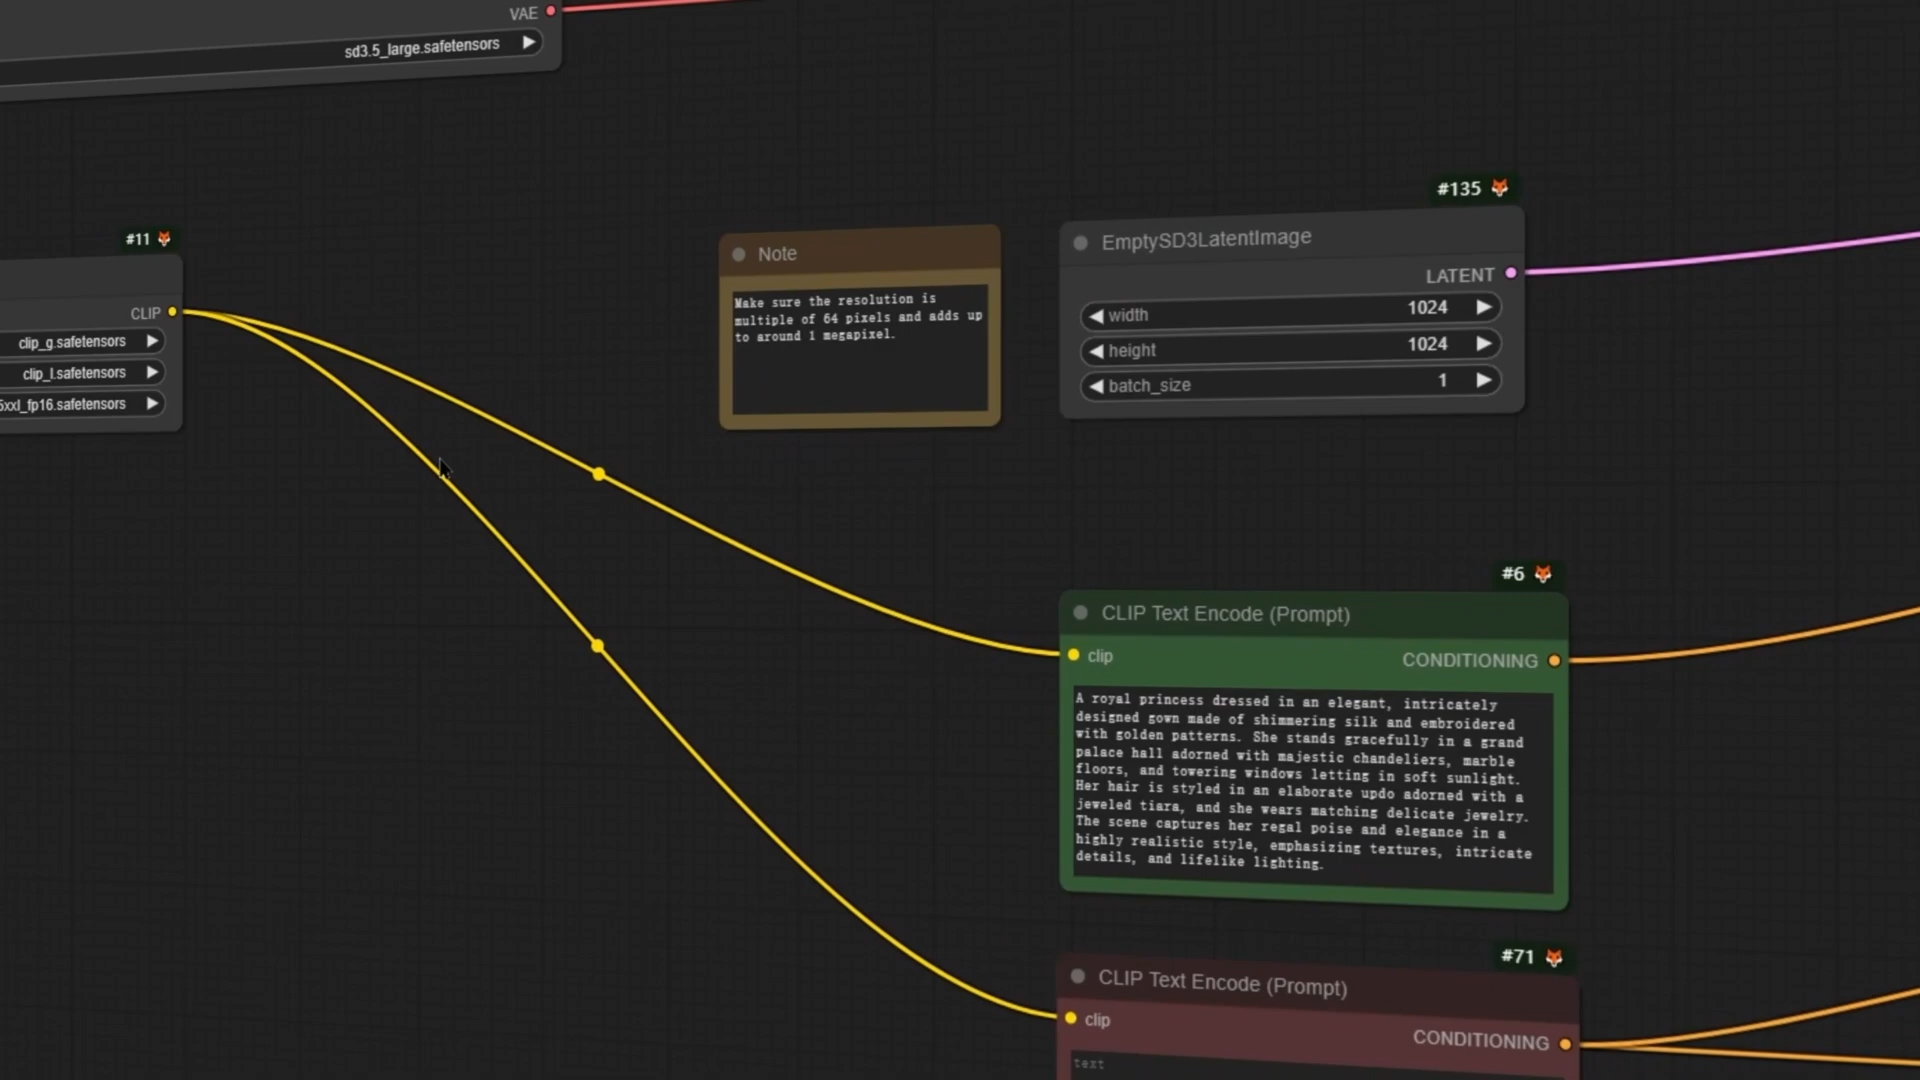 VAE
sd3.5_large.safetensors
#11
CLIP
clip_g.safetensors
clip_l.safetensors
5xxl_fp16.safetensors
Note
Make sure the resolution is
multiple of 64 pixels and adds up
to around 1 megapixel.
#135
EmptySD3LatentImage
LATENT
width 1024
height 1024
batch_size 1
#6
CLIP Text Encode (Prompt)
clip CONDITIONING
A royal princess dressed in an elegant, intricately
designed gown made of shimmering silk and embroidered
with golden patterns. She stands gracefully in a grand
palace hall adorned with majestic chandeliers, marble
floors, and towering windows letting in soft sunlight.
Her hair is styled in an elaborate updo adorned with a
jeweled tiara, and she wears matching delicate jewelry.
The scene captures her regal poise and elegance in a
highly realistic style, emphasizing textures, intricate
details, and lifelike lighting.
#71
CLIP Text Encode (Prompt)
clip CONDITIONING
text